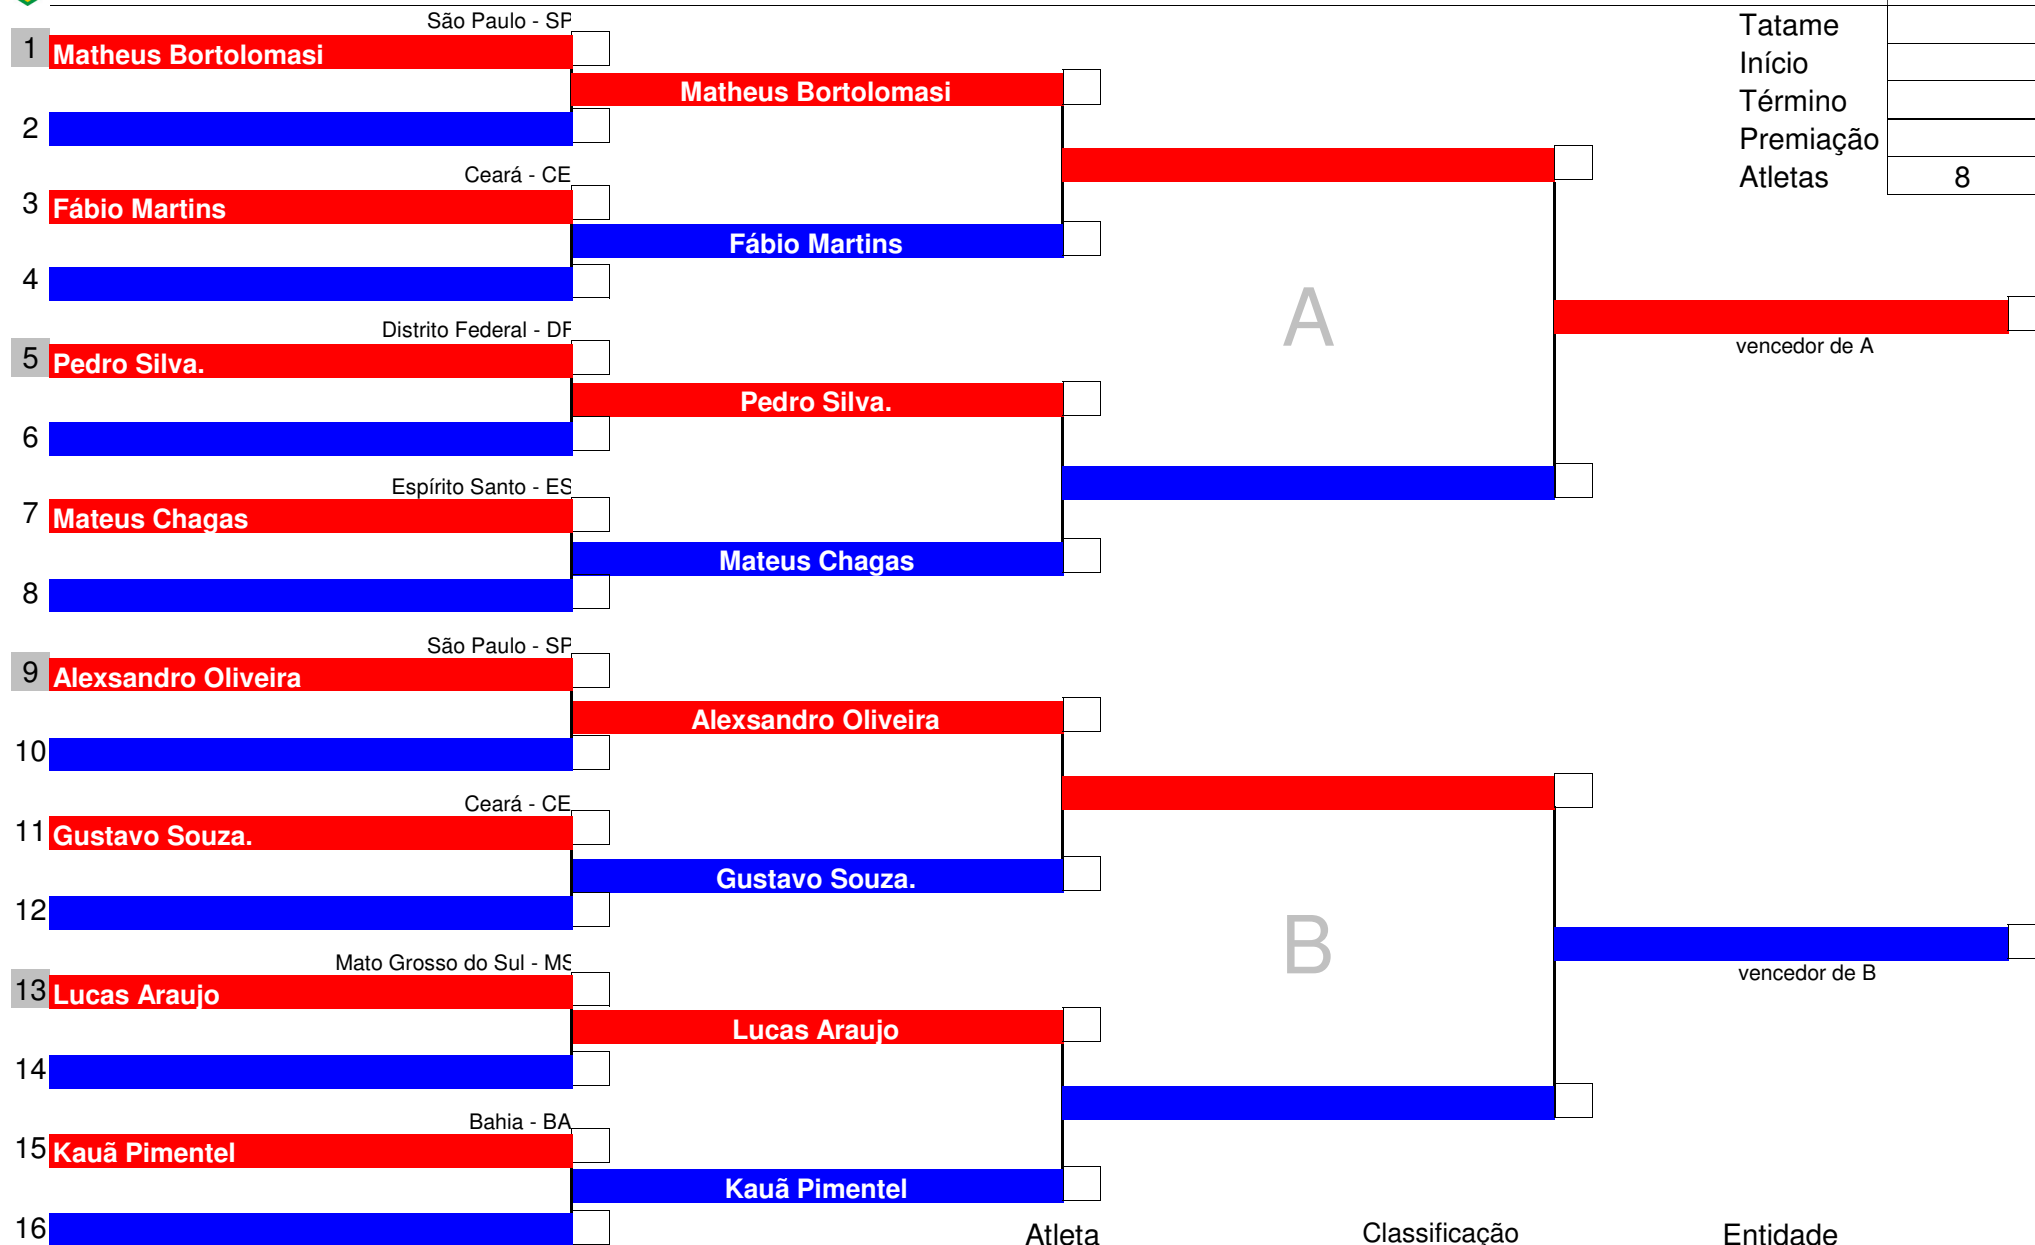 São Paulo - SP
Tatame
1 Matheus Bortolomasi
Início
Matheus Bortolomasi
Término
2
Premiação
Ceará - CE
Atletas 8
3 Fábio Martins
Fábio Martins
4
A
Distrito Federal - DF
vencedor de A
5 Pedro Silva.
Pedro Silva.
6
Espírito Santo - ES
7 Mateus Chagas
Mateus Chagas
8
São Paulo - SP
9 Alexsandro Oliveira
Alexsandro Oliveira
10
Ceará - CE
11 Gustavo Souza.
Gustavo Souza.
12
B
Mato Grosso do Sul - MS
vencedor de B
13 Lucas Araujo
Lucas Araujo
14
Bahia - BA
15 Kauã Pimentel
Kauã Pimentel
16
Atleta Classificação Entidade